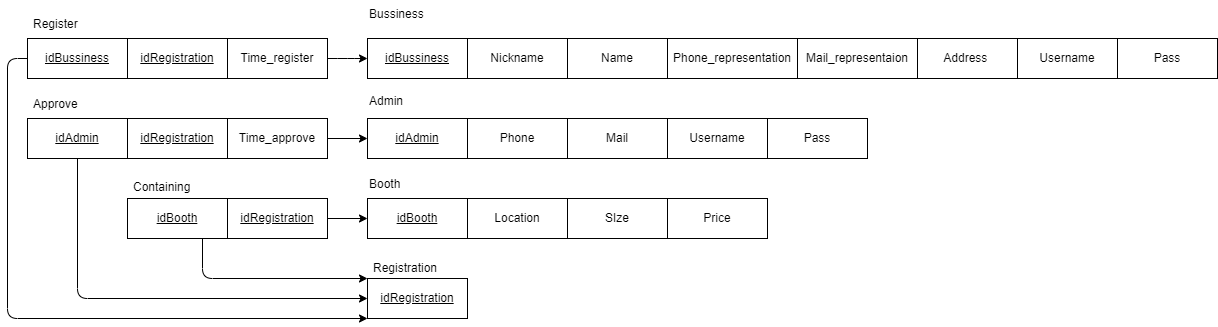 Register
Bussiness
idBussiness idRegistration Time_register
idBussiness Nickname Name Phone_representation Mail_representaion Address Username Pass
Approve
Admin
idAdmin idRegistration Time_approve
idAdmin Phone Mail Username Pass
Containing
Booth
idBooth idRegistration
idBooth Location SIze Price
Registration
idRegistration